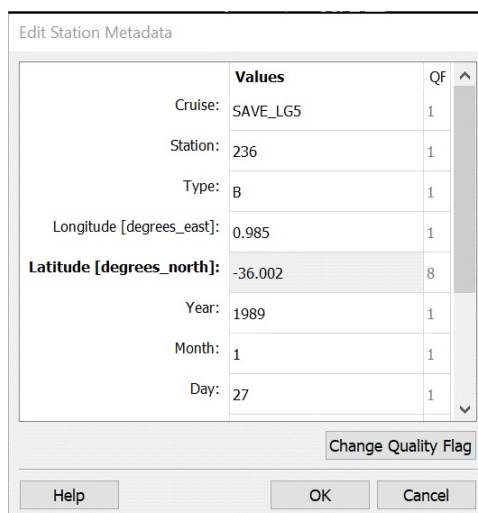 Edit Station Metadata
Values QF
Cruise: SAVE_LG5 1
Station: 236 1
Type: B 1
Longitude [degrees_east]: 0.985 1
Latitude [degrees_north]: -36.002 8
Year: 1989 1
Month: 1 1
Day: 27 1
Change Quality Flag
Help OK Cancel